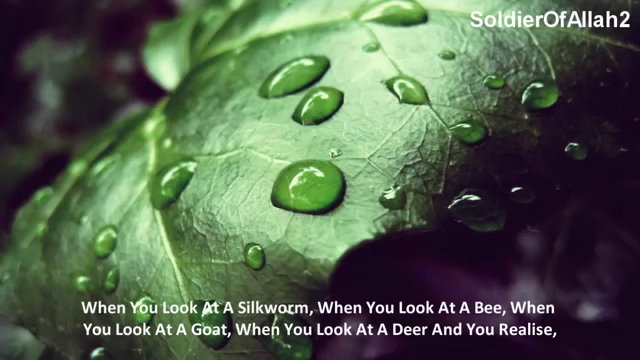 SoldierOfAllah2
When You Look At A Silkworm, When You Look At A Bee, When
You Look At A Goat, When You Look At A Deer And You Realise,